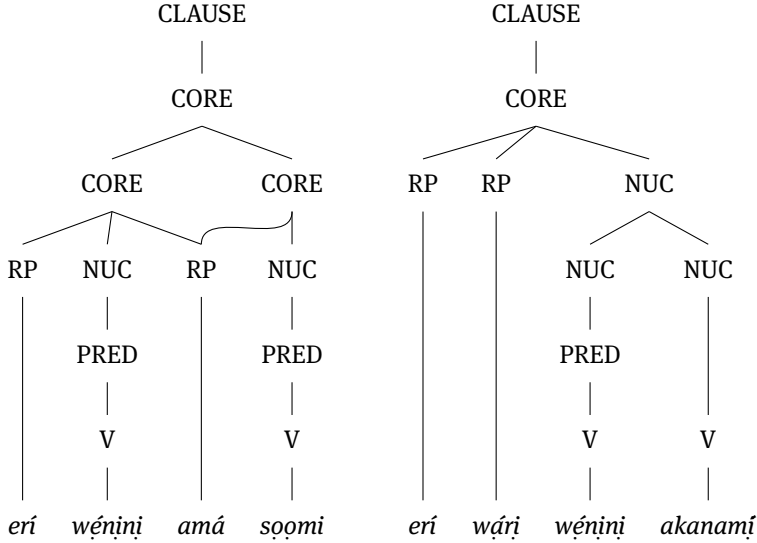 CLAUSE CLAUSE
CORE CORE
CORE CORE RP RP NUC
RP NUC RP NUC NUC NUC
PRED PRED PRED
V V V V
erí wẹ́nịnị amá sọọmi erí wárị wẹ́nịnị akanamị́